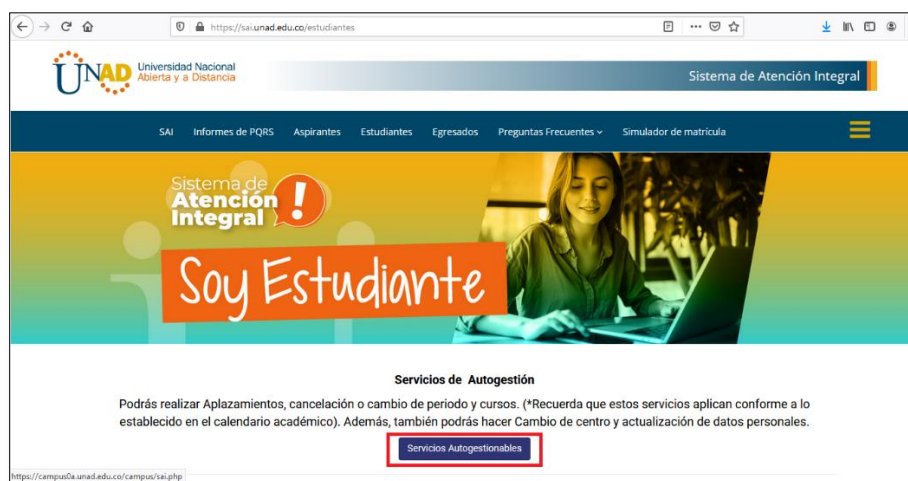 https://sai.unad.edu.co/estudiantes
UNAD Universidad Nacional
Abierta y a Distancia
Sistema de Atención Integral
SAI Informes de PQRS Aspirantes Estudiantes Egresados Preguntas Frecuentes Simulador de matrícula
Sistema de
Atención
Integral !
Soy Estudiante
Servicios de Autogestión
Podrás realizar Aplazamientos, cancelación o cambio de periodo y cursos. (*Recuerda que estos servicios aplican conforme a lo
establecido en el calendario académico). Además, también podrás hacer Cambio de centro y actualización de datos personales.
Servicios Autogestionables
https://campus0a.unad.edu.co/campus/sai.php